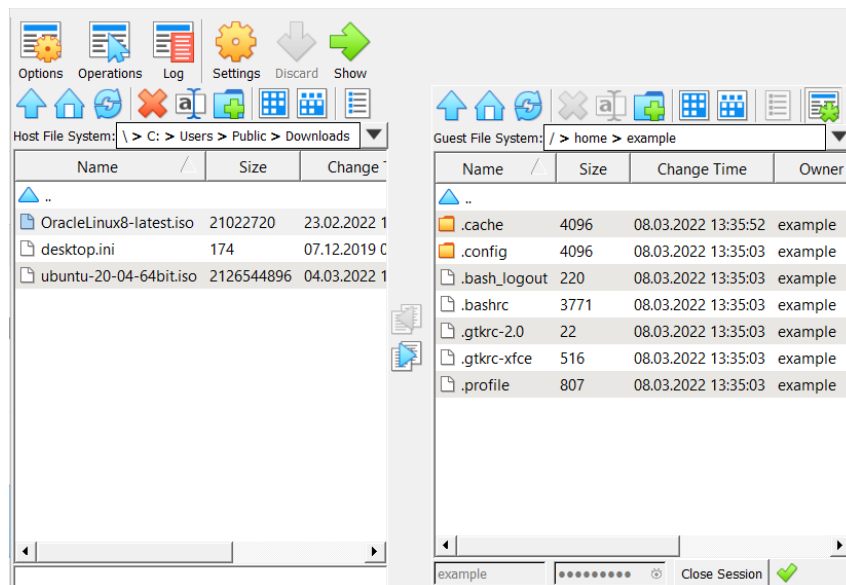 Options Operations Log Settings Discard Show
Host File System: \ > C: > Users > Public > Downloads
Name Size Change
..
OracleLinux8-latest.iso 21022720 23.02.2022 1
desktop.ini 174 07.12.2019 0
ubuntu-20-04-64bit.iso 2126544896 04.03.2022 1
Guest File System: / > home > example
Name Size Change Time Owner
..
.cache 4096 08.03.2022 13:35:52 example
.config 4096 08.03.2022 13:35:03 example
.bash_logout 220 08.03.2022 13:35:03 example
.bashrc 3771 08.03.2022 13:35:03 example
.gtkrc-2.0 22 08.03.2022 13:35:03 example
.gtkrc-xfce 516 08.03.2022 13:35:03 example
.profile 807 08.03.2022 13:35:03 example
example ●●●●●●●●● Close Session